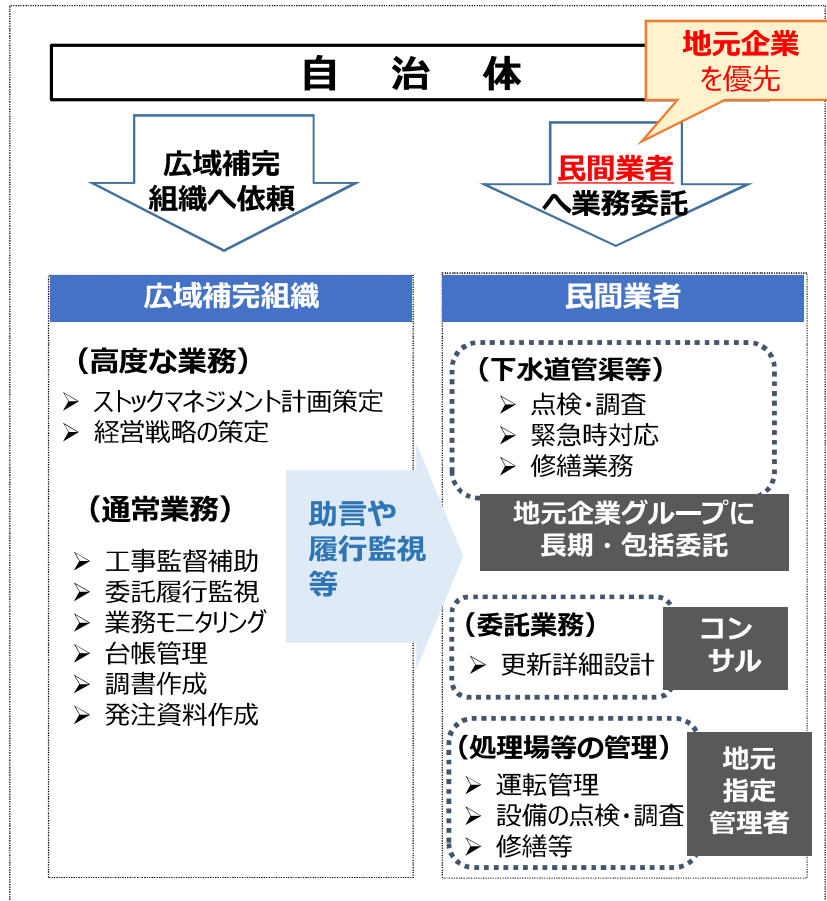 自 治 体
地元企業
を優先
広域補完
組織へ依頼
民間業者
へ業務委託
広域補完組織
（高度な業務）
➢ ストックマネジメント計画策定
➢ 経営戦略の策定
（通常業務）
➢ 工事監督補助
➢ 委託履行監視
➢ 業務モニタリング
➢ 台帳管理
➢ 調書作成
➢ 発注資料作成
助言や
履行監視
等
民間業者
（下水道管渠等）
➢ 点検・調査
➢ 緊急時対応
➢ 修繕業務
地元企業グループに
長期・包括委託
（委託業務）
➢ 更新詳細設計
コン
サル
（処理場等の管理）
➢ 運転管理
➢ 設備の点検・調査
➢ 修繕等
地元
指定
管理者